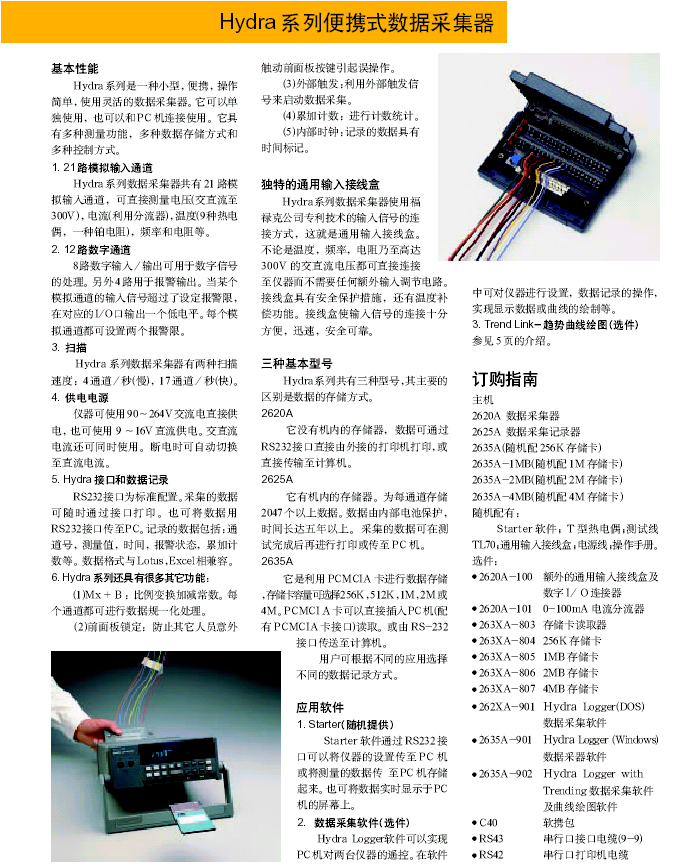 Hydra 系列便携式数据采集器
基本性能
Hydra系列是一种小型，便携，操作
简单，使用灵活的数据采集器。它可以单
独使用，也可以和PC机连接使用。它具
有多种测量功能，多种数据存储方式和
多种控制方式。
1. 21路模拟输入通道
Hydra系列数据采集器共有21路模
拟输入通道，可直接测量电压(交直流至
300V)，电流(利用分流器)，温度(9种热电
偶，一种铂电阻)，频率和电阻等。
2. 12路数字通道
8路数字输入／输出可用于数字信号
的处理。另外4路用于报警输出。当某个
模拟通道的输入信号超过了设定报警限，
在对应的I/O口输出一个低电平。每个模
拟通道都可设置两个报警限。
3. 扫描
Hydra 系列数据采集器有两种扫描
速度：4通道／秒(慢)，17通道／秒(快)。
4. 供电电源
仪器可使用90～264V交流电直接供
电，也可使用 9 ～16V直流供电。交直流
电流还可同时使用。断电时可自动切换
至直流电流。
5. Hydra 接口和数据记录
RS232接口为标准配置。采集的数据
可随时通过接口打印。也可将数据用
RS232接口传至PC。记录的数据包括：通
道号，测量值，时间，报警状态，累加计
数等。数据格式与Lotus,Excel相兼容。
6. Hydra 系列还具有很多其它功能：
(1)Mx + B：比例变换加减常数。每
个通道都可进行数据规一化处理。
(2)前面板锁定：防止其它人员意外
触动前面板按键引起误操作。
(3)外部触发：利用外部触发信
号来启动数据采集。
(4)累加计数：进行计数统计。
(5)内部时钟：记录的数据具有
时间标记。
独特的通用输入接线盒
Hydra系列数据采集器使用福
禄克公司专利技术的输入信号的连
接方式，这就是通用输入接线盒。
不论是温度，频率，电阻乃至高达
300V 的交直流电压都可直接连接
至仪器而不需要任何额外输入调节电路。
接线盒具有安全保护措施，还有温度补
偿功能。接线盒使输入信号的连接十分
方便，迅速，安全可靠。
三种基本型号
Hydra系列共有三种型号，其主要的
区别是数据的存储方式。
2620A
它没有机内的存储器，数据可通过
RS232接口直接由外接的打印机打印，或
直接传输至计算机。
2625A
它有机内的存储器。为每通道存储
2047个以上数据。数据由内部电池保护，
时间长达五年以上。采集的数据可在测
试完成后再进行打印或传至PC机。
2635A
它是利用 PCMCIA 卡进行数据存储
，存储卡容量可选择256K,512K,1M,2M或
4M。PCMCIA卡可以直接插入PC机(配
有PCMCIA卡接口)读取。或由 RS-232
接口传送至计算机。
用户可根据不同的应用选择
不同的数据记录方式。
应用软件
1. Starter(随机提供)
Starter 软件通过 RS232 接
口可以将仪器的设置传至 PC 机
或将测量的数据传 至PC机存储
起来。也可将数据实时显示于PC
机的屏幕上。
2. 数据采集软件(选件)
Hydra Logger软件可以实现
PC机对两台仪器的遥控。在软件
中可对仪器进行设置，数据记录的操作，
实现显示数据或曲线的绘制等。
3. Trend Link－趋势曲线绘图(选件)
参见5页的介绍。
订购指南
主机
2620A 数据采集器
2625A 数据采集记录器
2635A(随机配256K存储卡)
2635A-1MB(随机配1M存储卡)
2635A-2MB(随机配2M存储卡)
2635A-4MB(随机配4M存储卡)
随机配有：
Starter软件；T型热电偶；测试线
TL70；通用输入接线盒；电源线；操作手册。
选件：
●2620A-100 额外的通用输入接线盒及
数字I／O连接器
●2620A-101 0-100mA 电流分流器
●263XA-803 存储卡读取器
●263XA-804 256K存储卡
●263XA-805 1MB存储卡
●263XA-806 2MB存储卡
●263XA-807 4MB存储卡
●262XA-901 Hydra Logger(DOS)
数据采集软件
●2635A-901 Hydra Logger (Windows)
数据采器软件
●2635A-902 Hydra Logger with
Trending 数据采集软件
及曲线绘图软件
●C40 软携包
●RS43 串行口接口电缆(9-9)
●RS42 串行口打印机电缆